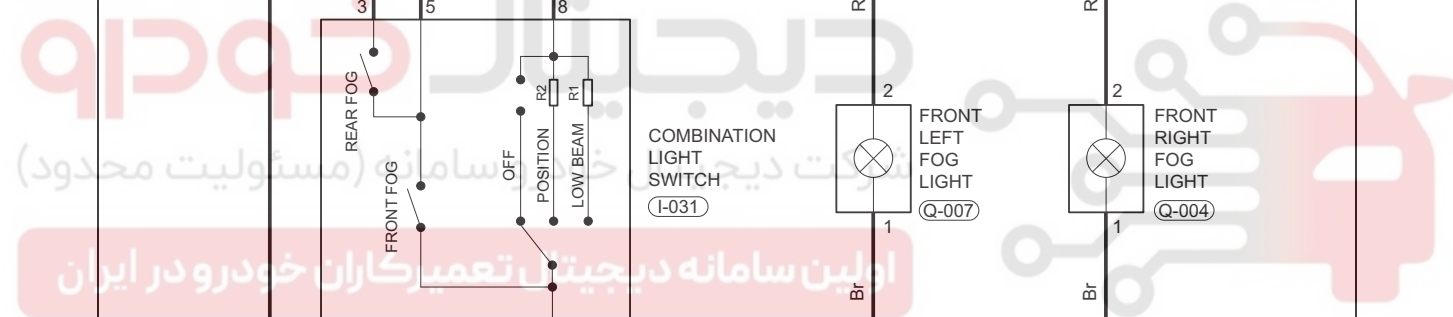 3
5
8
R
R
دیجیتال خودرو
شرکت دیجیتال خودرو سامانه (مسئولیت محدود)
اولین سامانه دیجیتال تعمیرکاران خودرو در ایران
REAR FOG
FRONT FOG
OFF
POSITION
LOW BEAM
R2
R1
COMBINATION
LIGHT
SWITCH
I-031
2
FRONT
LEFT
FOG
LIGHT
Q-007
1
Br
2
FRONT
RIGHT
FOG
LIGHT
Q-004
1
Br